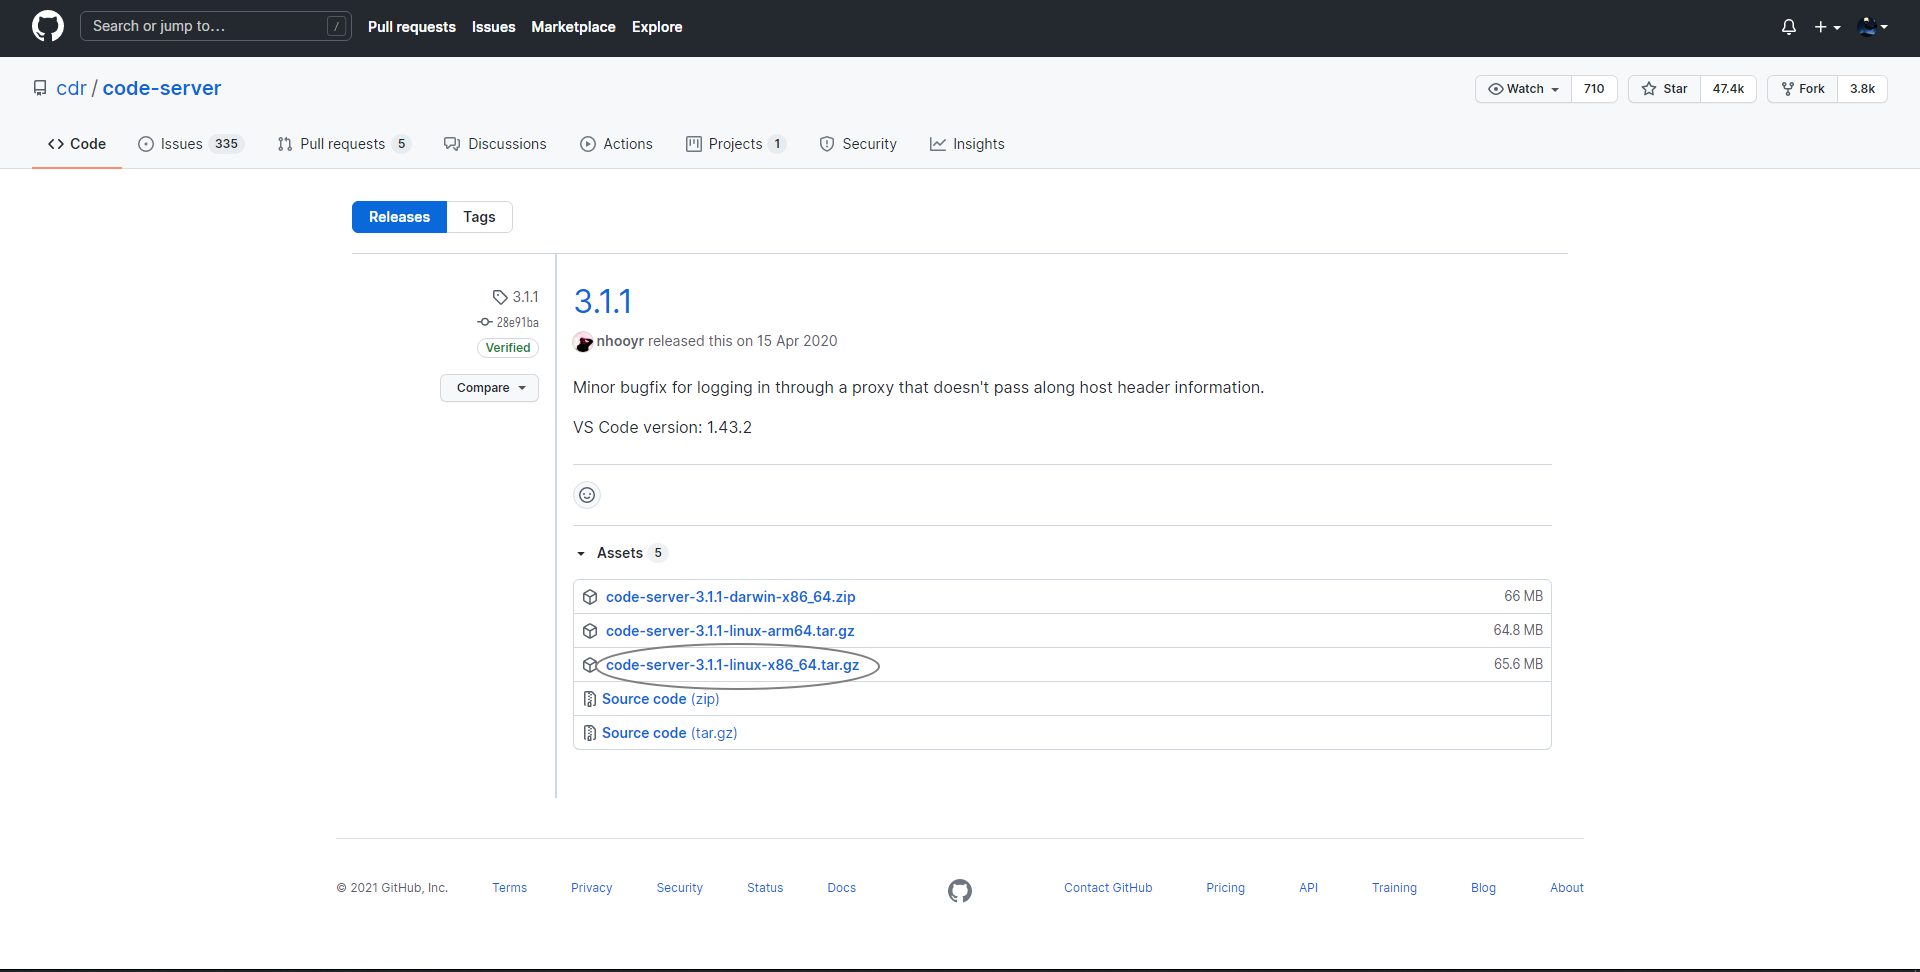 Search or jump to... /
Pull requests Issues Marketplace Explore
cdr / code-server
Watch 710 Star 47.4k Fork 3.8k
Code Issues 335 Pull requests 5 Discussions Actions Projects 1 Security Insights
Releases Tags
3.1.1
28e91ba
Verified
Compare
3.1.1
nhooyr released this on 15 Apr 2020
Minor bugfix for logging in through a proxy that doesn't pass along host header information.
VS Code version: 1.43.2
Assets 5
code-server-3.1.1-darwin-x86_64.zip 66 MB
code-server-3.1.1-linux-arm64.tar.gz 64.8 MB
code-server-3.1.1-linux-x86_64.tar.gz 65.6 MB
Source code (zip)
Source code (tar.gz)
© 2021 GitHub, Inc. Terms Privacy Security Status Docs Contact GitHub Pricing API Training Blog About